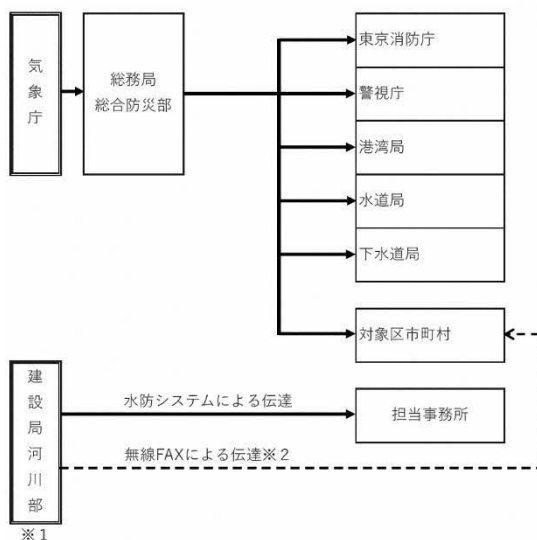 気象庁
総務局
総合防災部
東京消防庁
警視庁
港湾局
水道局
下水道局
対象区市町村
建設局河川部
水防システムによる伝達
担当事務所
無線FAXによる伝達※2
※1